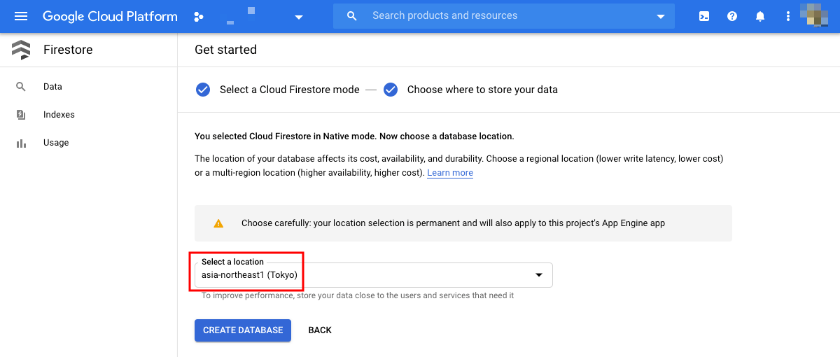 Google Cloud Platform
Search products and resources
Firestore
Get started
Data
Indexes
Usage
Select a Cloud Firestore mode — Choose where to store your data
You selected Cloud Firestore in Native mode. Now choose a database location.
The location of your database affects its cost, availability, and durability. Choose a regional location (lower write latency, lower cost)
or a multi-region location (higher availability, higher cost). Learn more
Choose carefully: your location selection is permanent and will also apply to this project's App Engine app
Select a location
asia-northeast1 (Tokyo)
To improve performance, store your data close to the users and services that need it
CREATE DATABASE
BACK